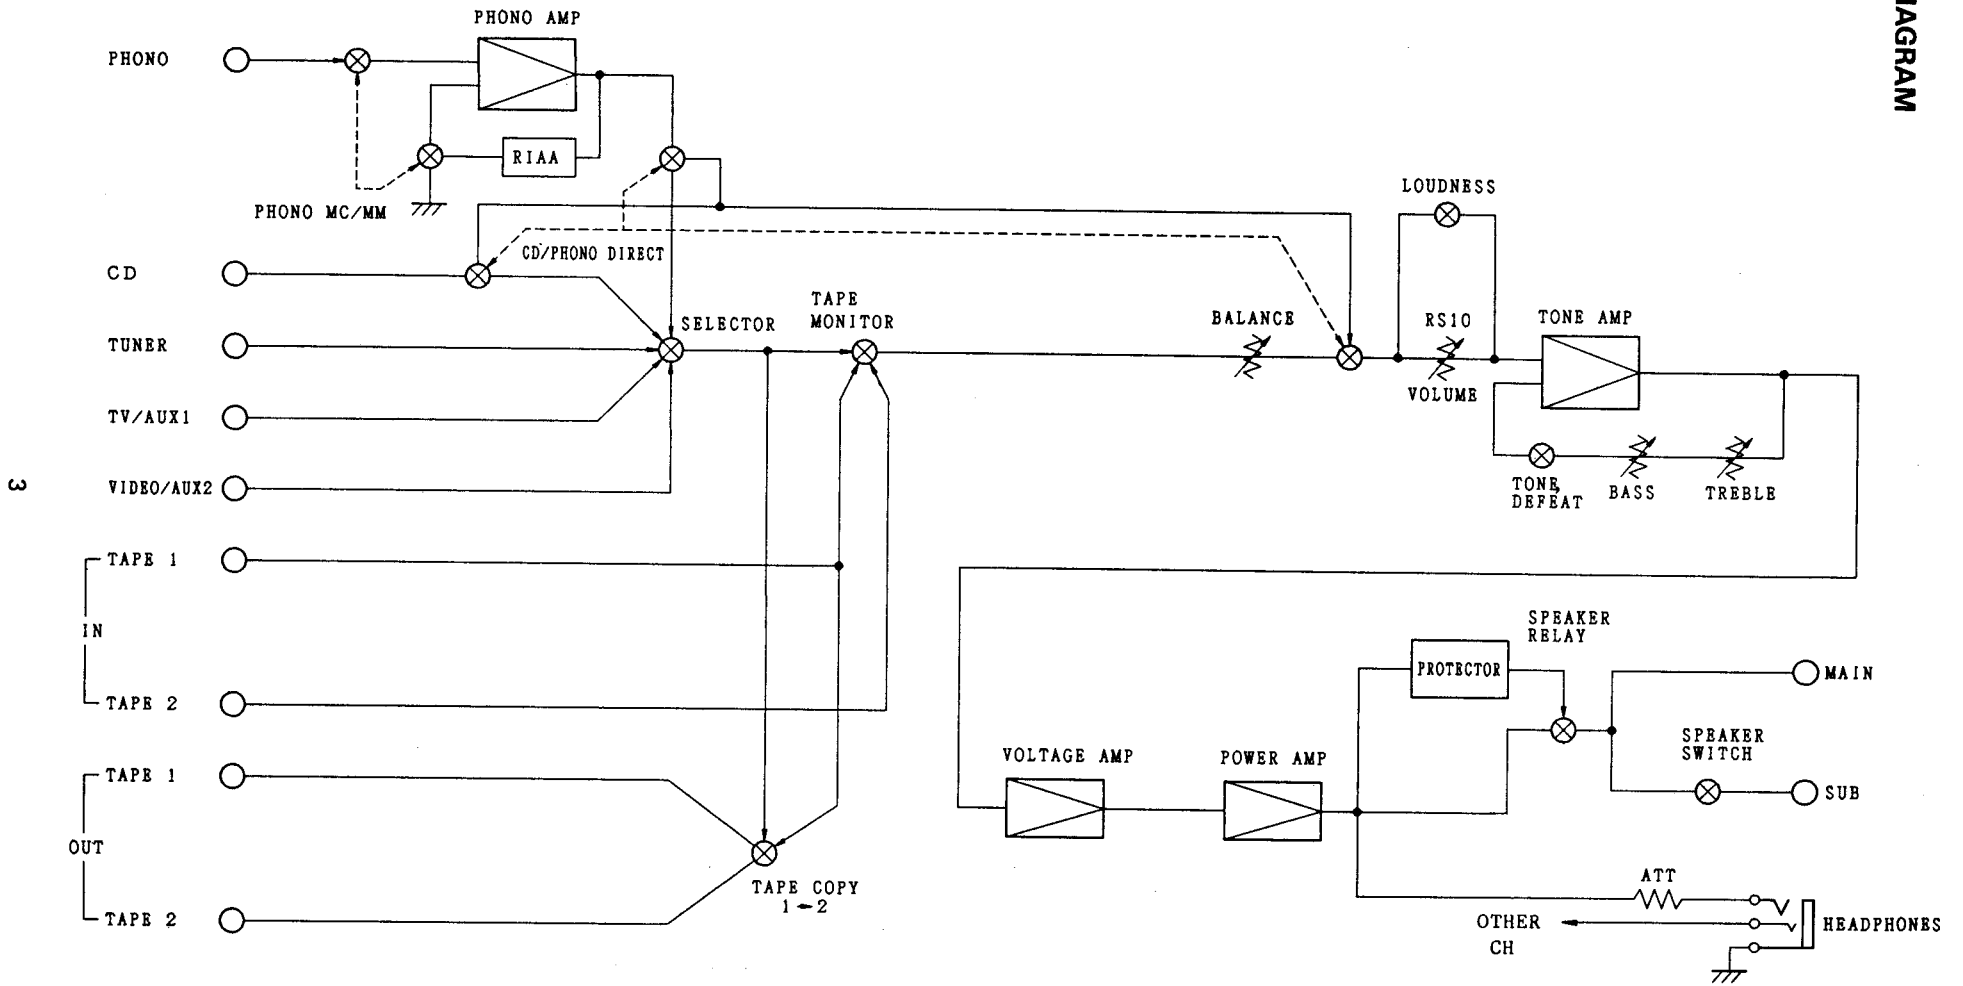 IAGRAM
PHONO AMP
PHONO
RIAA
PHONO MC/MM
CD/PHONO DIRECT
CD
LOUDNESS
TUNER
SELECTOR
TAPE
MONITOR
BALANCE
RS10
VOLUME
TONE AMP
TV/AUX1
VIDEO/AUX2
TONE
DEFEAT
BASS
TREBLE
3
TAPE 1
IN
TAPE 2
SPEAKER
RELAY
PROTECTOR
MAIN
VOLTAGE AMP
POWER AMP
SPEAKER
SWITCH
SUB
TAPE 1
OUT
TAPE 2
TAPE COPY
1 2
ATT
OTHER
CH
HEADPHONES